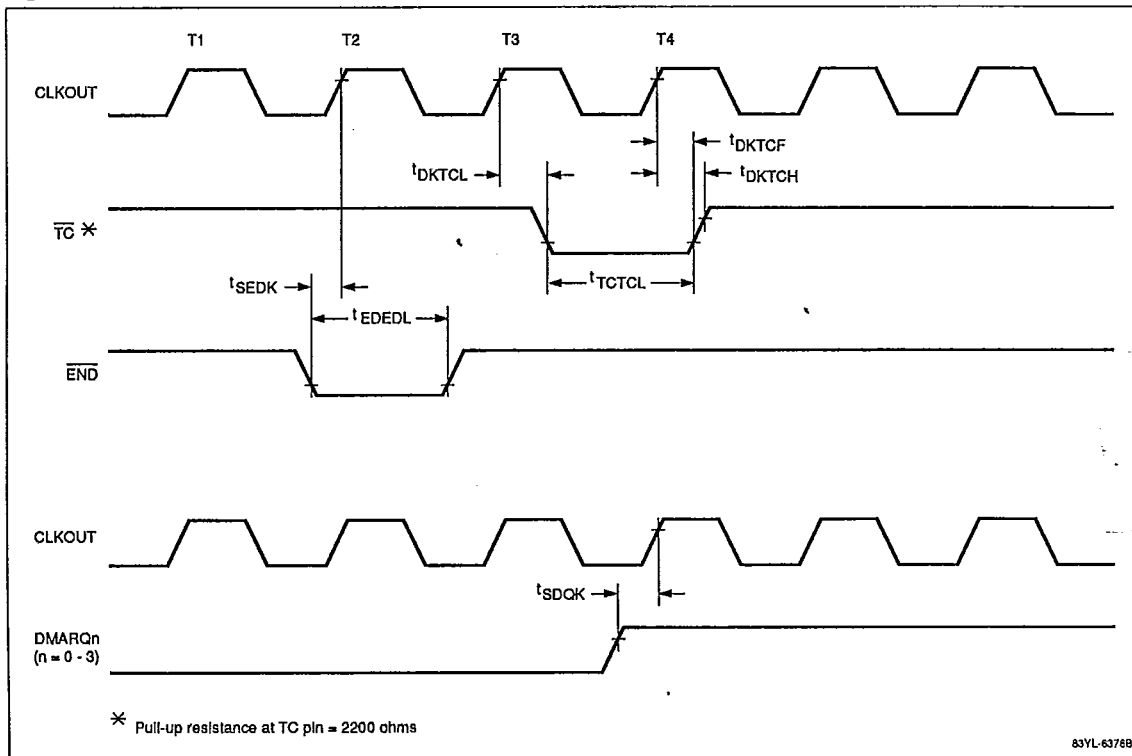 T1 T2 T3 T4
CLKOUT
tDKTCF
tDKTCL
tDKTCH
TC *
tSEDK
tTCTCL
tEDEDL
END
CLKOUT
tSDQK
DMARQn
(n = 0 - 3)
* Pull-up resistance at TC pin = 2200 ohms
83YL-6376B